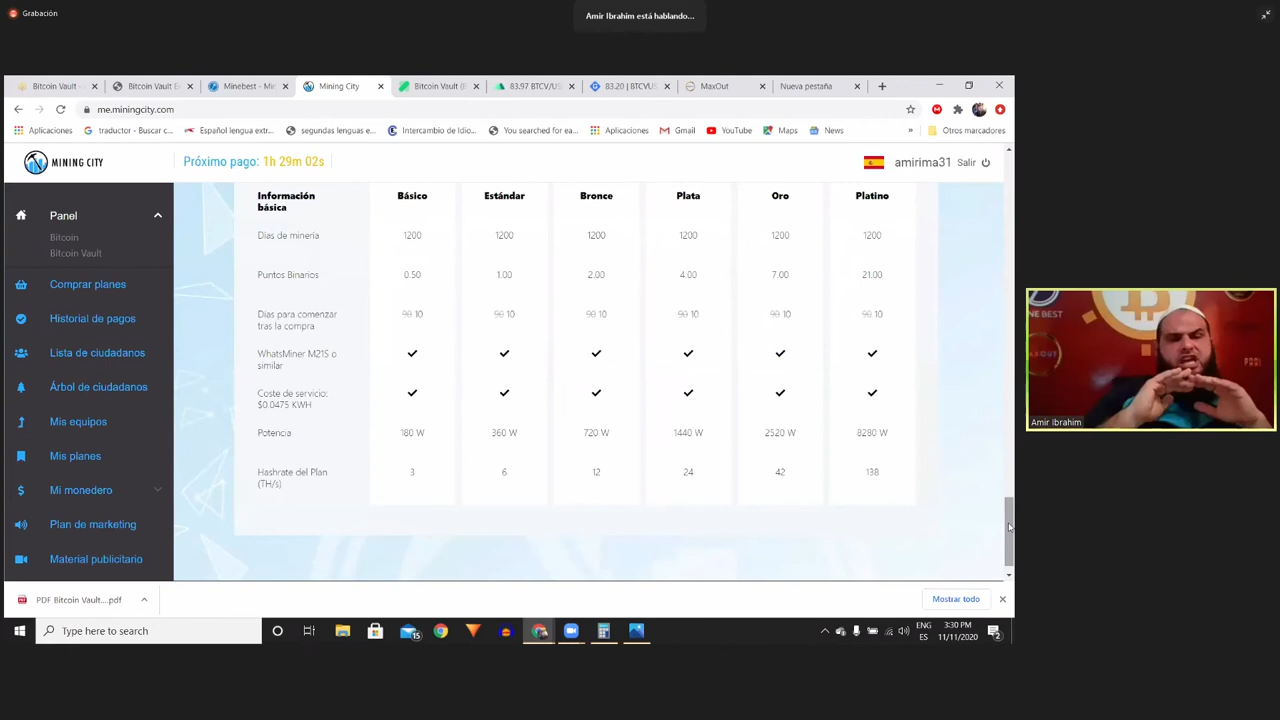 Grabación
Amir Ibrahim está hablando...
Bitcoin Vault
Bitcoin Vault E
Minebest - Mi
Mining City
Bitcoin Vault (B
83.97 BTCV/US
83.20 | BTCVUS
MaxOut
Nueva pestaña
me.miningcity.com
Aplicaciones
traductor - Buscar c...
Español lengua extr...
segundas lenguas e...
Intercambio de Idio...
You searched for ea...
Aplicaciones
Gmail
YouTube
Maps
News
»
Otros marcadores
MINING CITY
Próximo pago: 1h 29m 02s
amirima31 Salir
Panel
Bitcoin
Bitcoin Vault
Comprar planes
Historial de pagos
Lista de ciudadanos
Árbol de ciudadanos
Mis equipos
Mis planes
Mi monedero
Plan de marketing
Material publicitario
Información básica Básico Estándar Bronce Plata Oro Platino
Días de minería 1200 1200 1200 1200 1200 1200
Puntos Binarios 0.50 1.00 2.00 4.00 7.00 21.00
Días para comenzar tras la compra 90 10 90 10 90 10 90 10 90 10 90 10
WhatsMiner M21S o similar
Coste de servicio: $0.0475 KWH
Potencia 180 W 360 W 720 W 1440 W 2520 W 8280 W
Hashrate del Plan (TH/s) 3 6 12 24 42 138
NE BEST
Amir Ibrahim
PDF Bitcoin Vault....pdf
Mostrar todo
Type here to search
15
ENG
ES
3:30 PM
11/11/2020
2